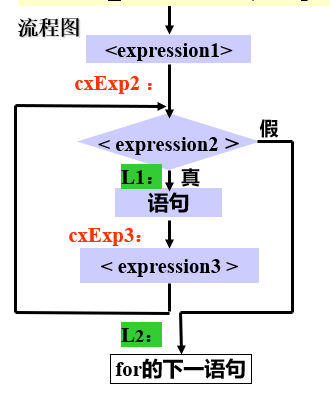 流程图
<expression1>
cxExp2：
< expression2 >
假
L1：
真
语句
cxExp3：
< expression3 >
L2：
for的下一语句